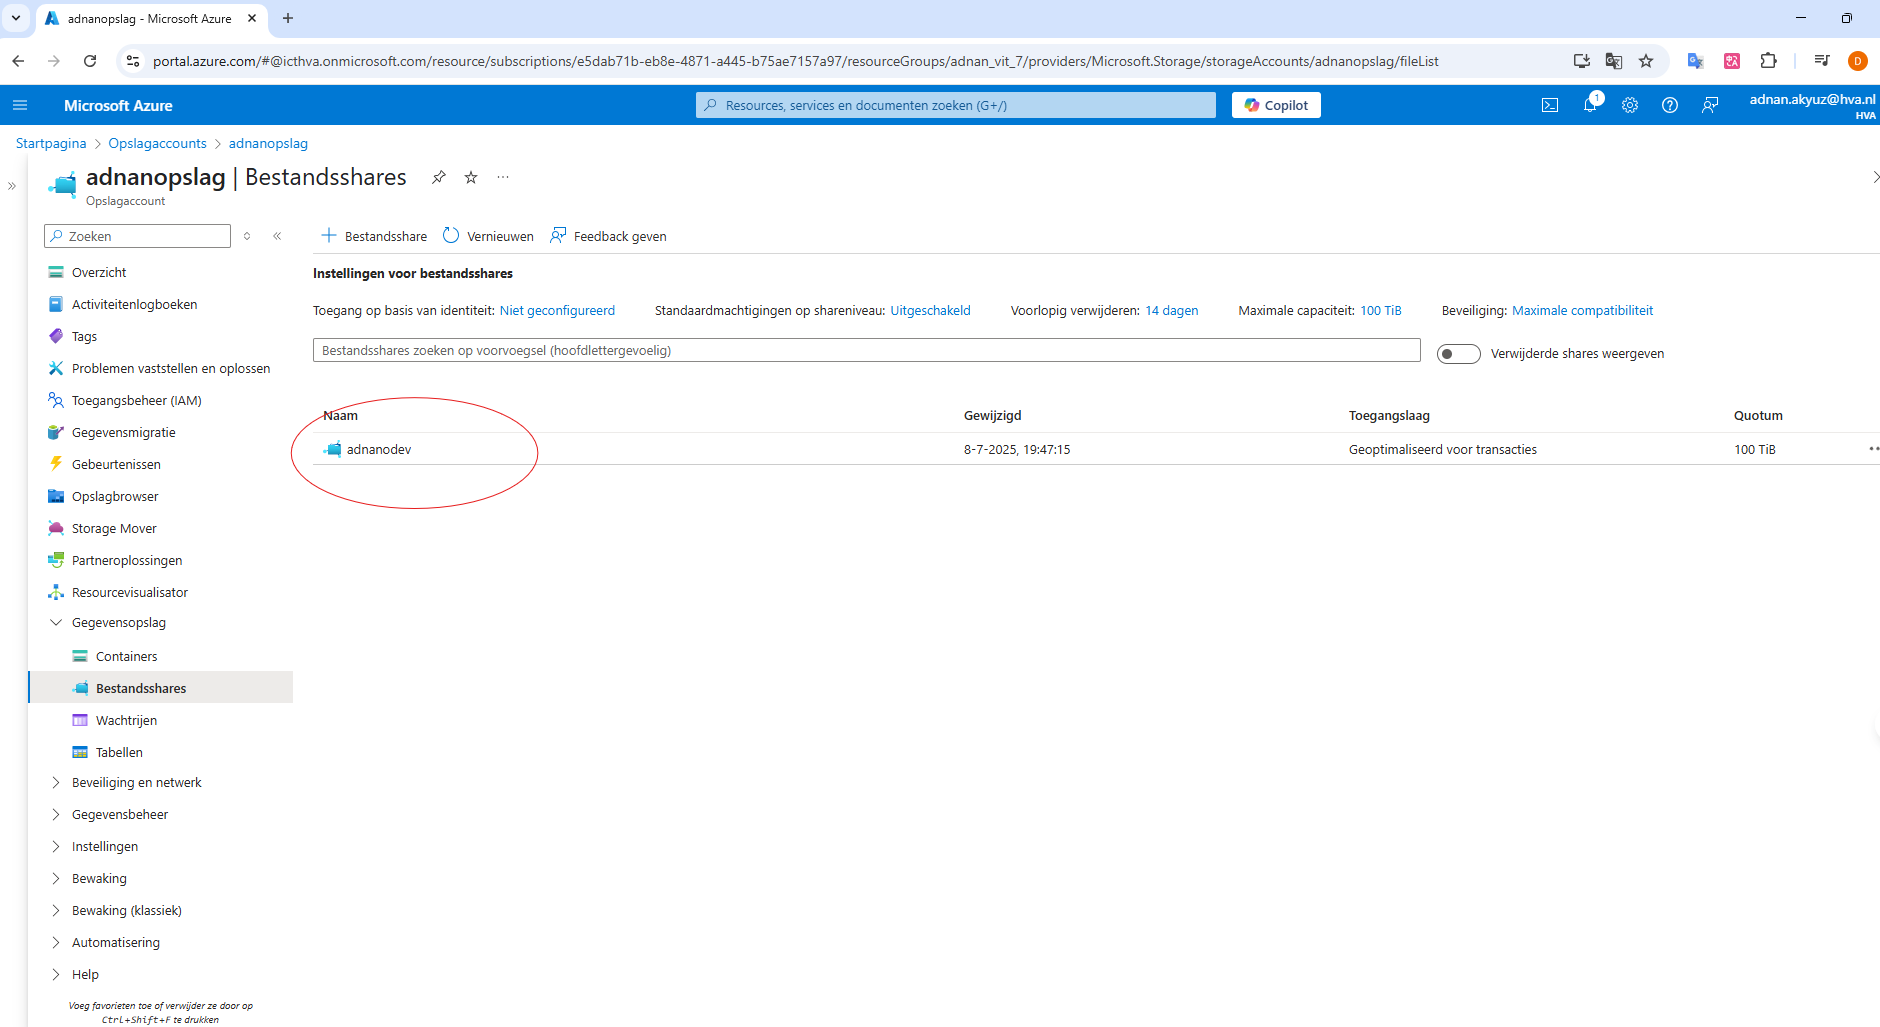 adnanopslag - Microsoft Azure
portal.azure.com/#@icthva.onmicrosoft.com/resource/subscriptions/e5dab71b-eb8e-4871-a445-b75ae7157a97/resourceGroups/adnan_vit_7/providers/Microsoft.Storage/storageAccounts/adnanopslag/fileList
D
Microsoft Azure
Resources, services en documenten zoeken (G+/)
Copilot
1
adnan.akyuz@hva.nl
HVA
Startpagina > Opslagaccounts > adnanopslag
adnanopslag | Bestandsshares
Opslagaccount
Zoeken
Bestandsshare
Vernieuwen
Feedback geven
Overzicht
Activiteitenlogboeken
Tags
Problemen vaststellen en oplossen
Toegangsbeheer (IAM)
Gegevensmigratie
Gebeurtenissen
Opslagbrowser
Storage Mover
Partneroplossingen
Resourcevisualisator
Gegevensopslag
Containers
Bestandsshares
Wachtrijen
Tabellen
Beveiliging en netwerk
Gegevensbeheer
Instellingen
Bewaking
Bewaking (klassiek)
Automatisering
Help
Voeg favorieten toe of verwijder ze door op
Ctrl+Shift+F te drukken
Instellingen voor bestandsshares
Toegang op basis van identiteit: Niet geconfigureerd
Standaardmachtigingen op shareniveau: Uitgeschakeld
Voorlopig verwijderen: 14 dagen
Maximale capaciteit: 100 TiB
Beveiliging: Maximale compatibiliteit
Bestandsshares zoeken op voorvoegsel (hoofdlettergevoelig)
Verwijderde shares weergeven
Naam Gewijzigd Toegangslaag Quotum
adnanodev 8-7-2025, 19:47:15 Geoptimaliseerd voor transacties 100 TiB